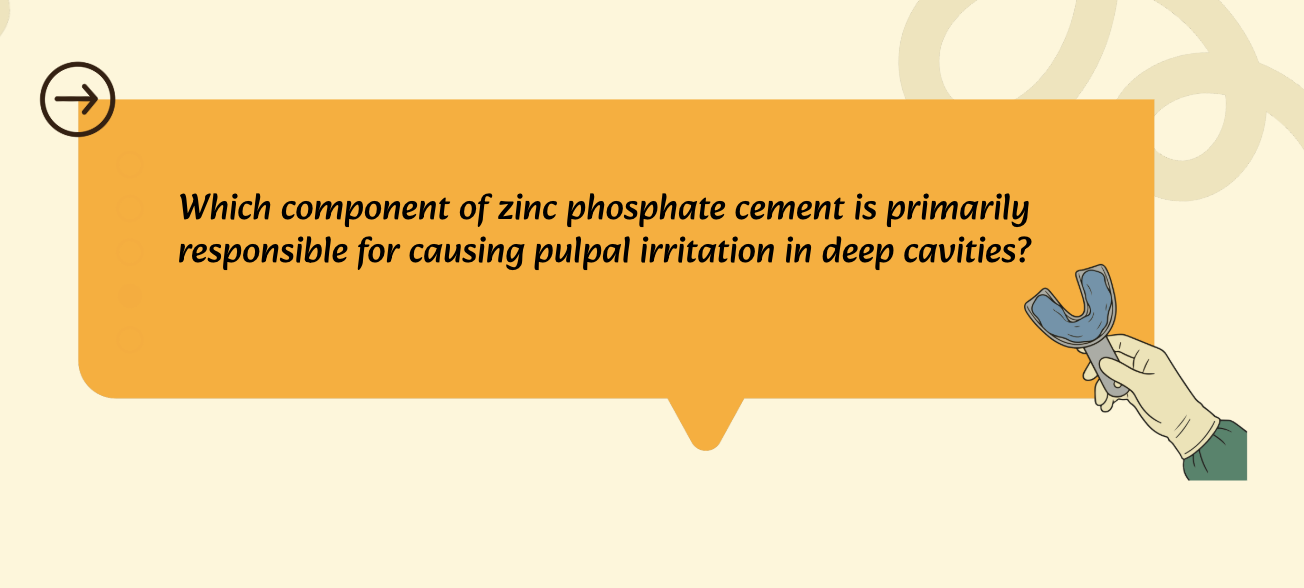 Which component of zinc phosphate cement is primarily
responsible for causing pulpal irritation in deep cavities?